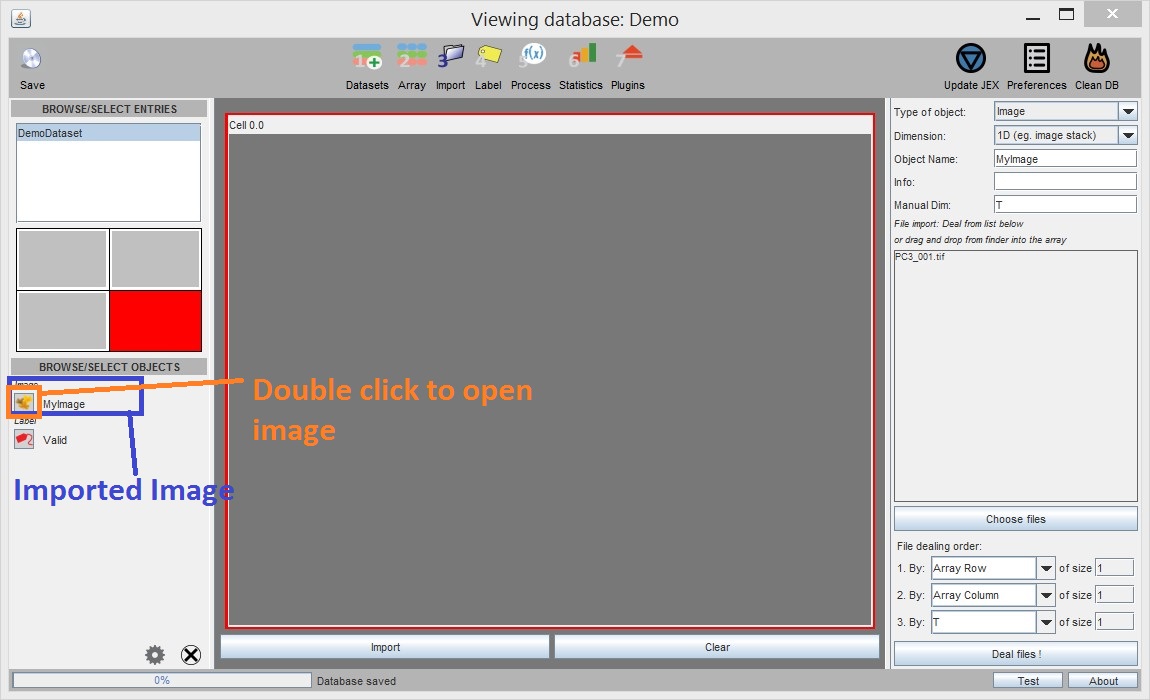 Viewing database: Demo
Save
1 Datasets
2 Array
3 Import
4 Label
5 f(x) Process
6 Statistics
7 Plugins
Update JEX
Preferences
Clean DB
BROWSE/SELECT ENTRIES
DemoDataset
BROWSE/SELECT OBJECTS
Image
MyImage
Label
Valid
Imported Image
Cell 0.0
Double click to open
image
Import
Clear
Type of object: Image
Dimension: 1D (eg. image stack)
Object Name: MyImage
Info:
Manual Dim: T
File import: Deal from list below
or drag and drop from finder into the array
PC3_001.tif
Choose files
File dealing order:
1. By: Array Row of size 1
2. By: Array Column of size 1
3. By: T of size 1
Deal files !
0%
Database saved
Test
About